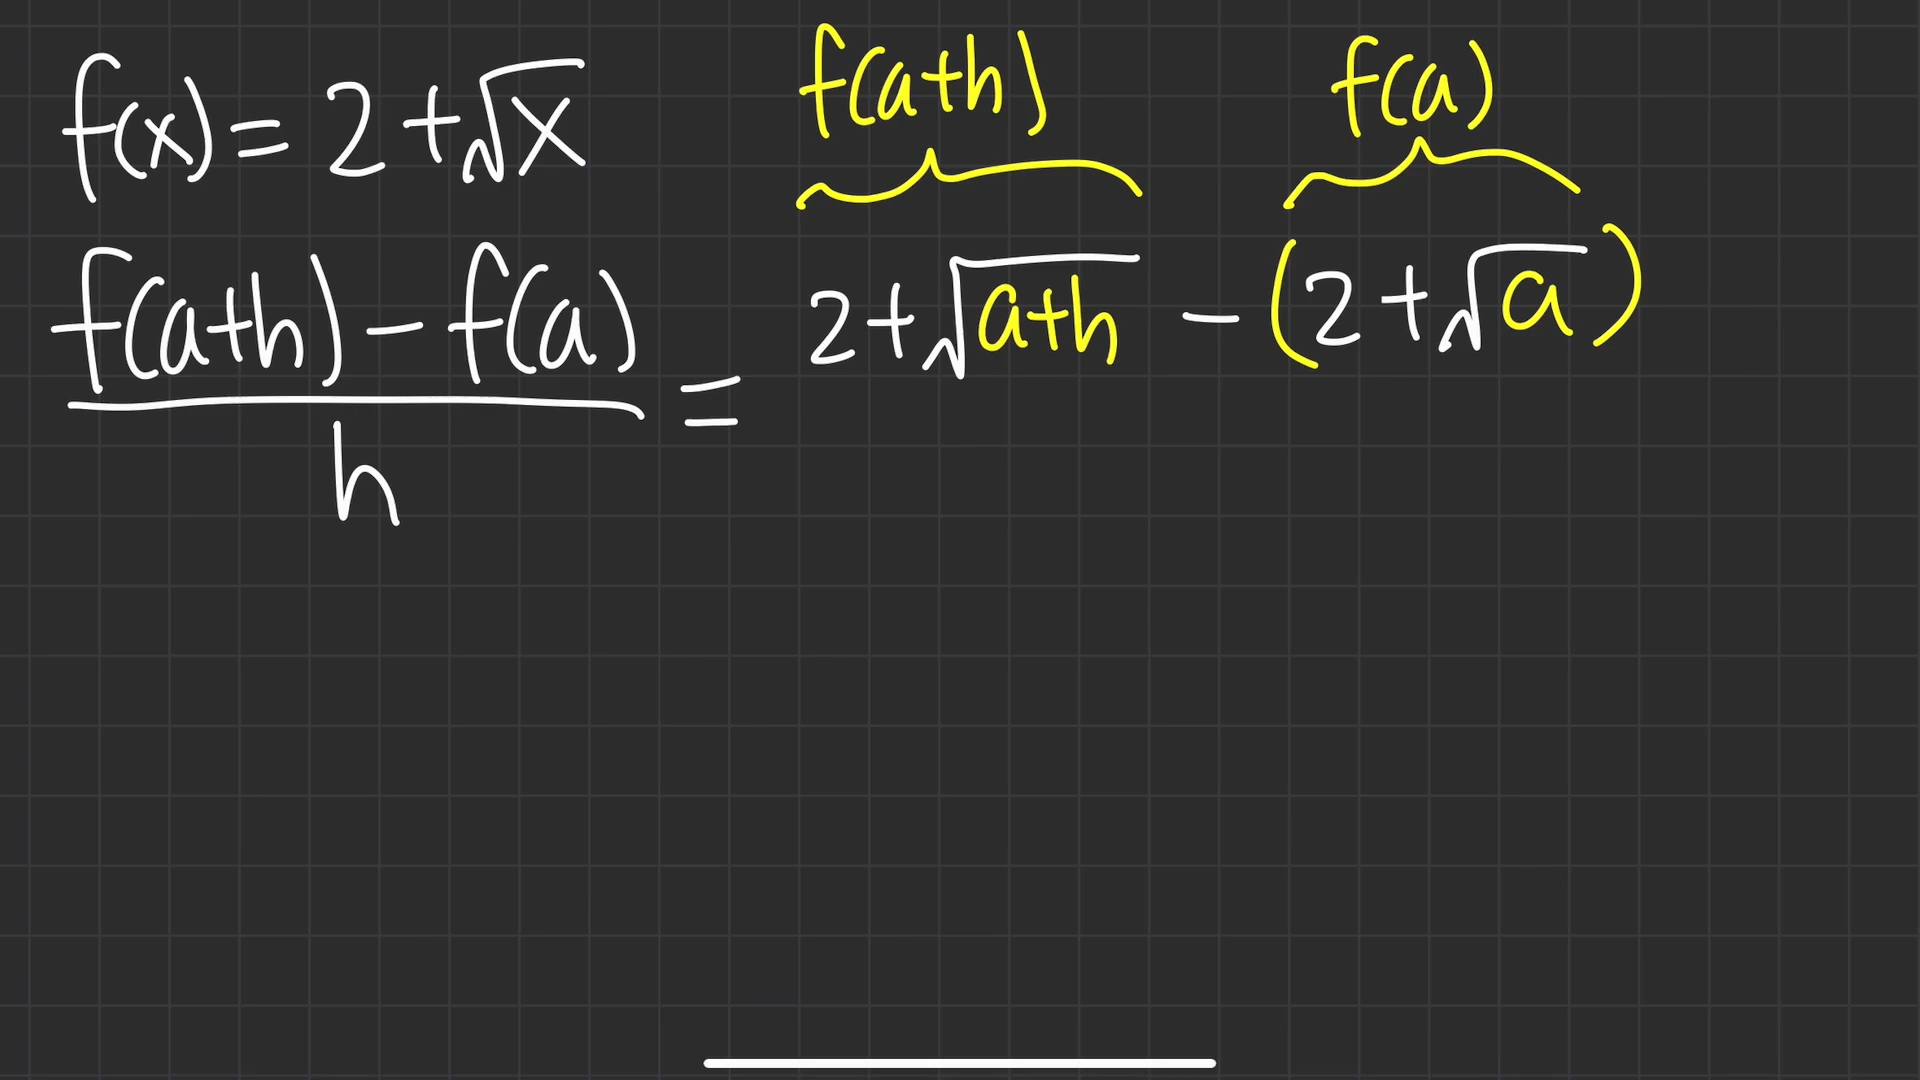 f(x) = 2 + √x
f(a+h) f(a)
f(a+h) - f(a) = 2 + √a+h - (2 + √a)
h